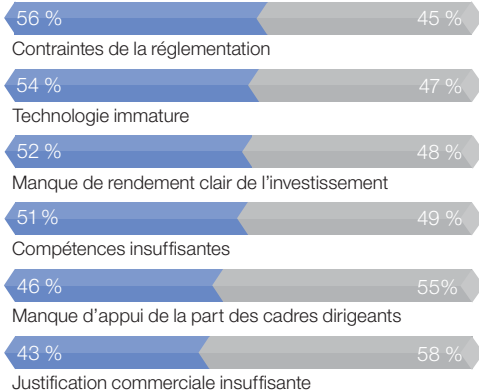 56 % 45 %
Contraintes de la réglementation
54 % 47 %
Technologie immature
52 % 48 %
Manque de rendement clair de l’investissement
51 % 49 %
Compétences insuffisantes
46 % 55%
Manque d’appui de la part des cadres dirigeants
43 % 58 %
Justification commerciale insuffisante